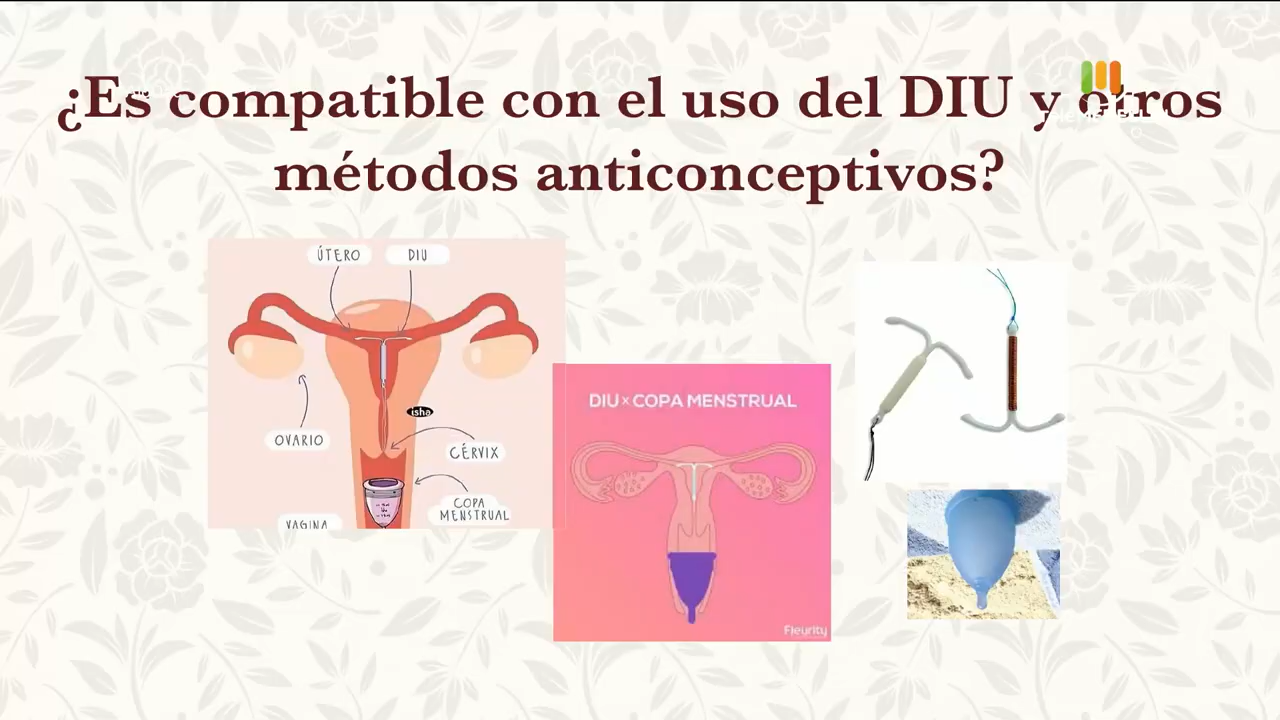 ¿Es compatible con el uso del DIU y otros
métodos anticonceptivos?
ÚTERO
DIU
isha
OVARIO
CÉRVIX
COPA
MENSTRUAL
VAGINA
DIU × COPA MENSTRUAL
Fleurity